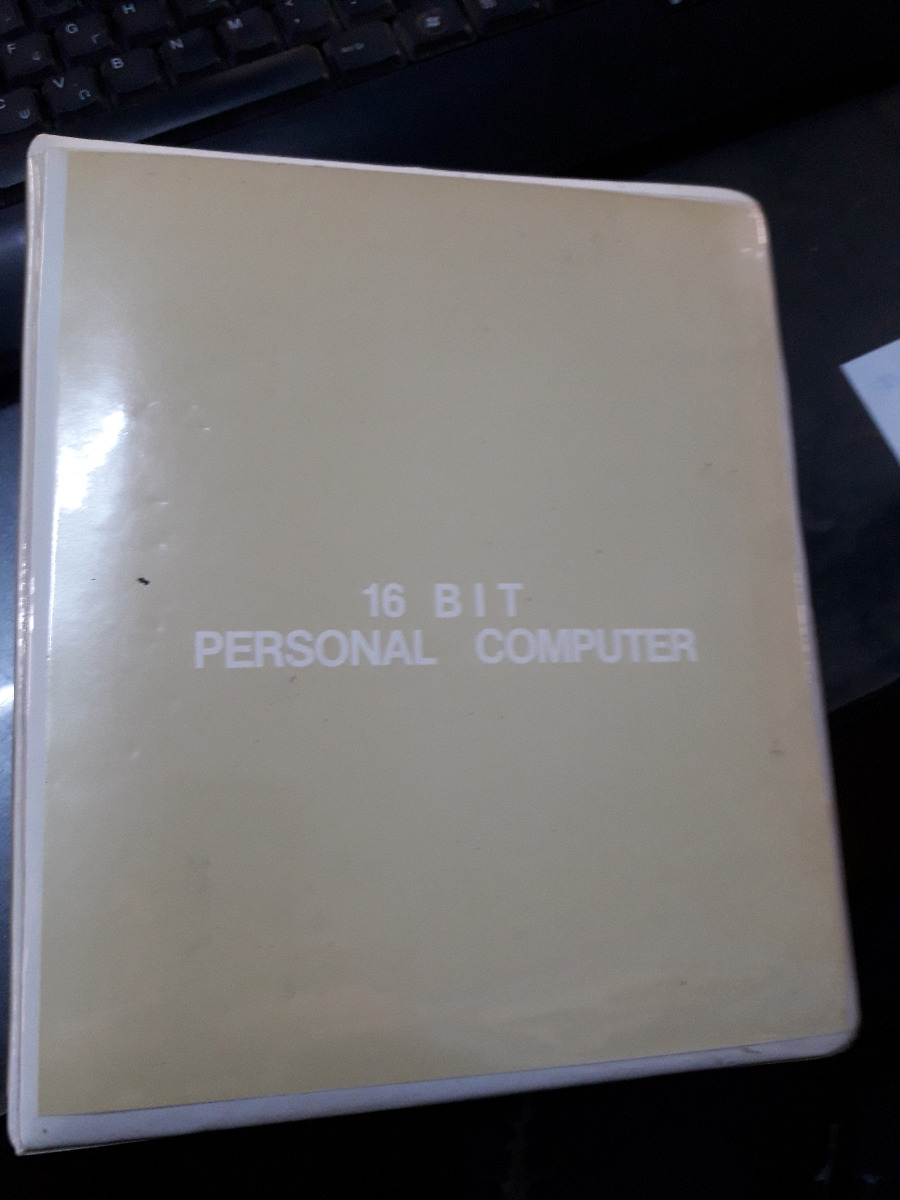 F G H
C V B N M
16 BIT
PERSONAL COMPUTER